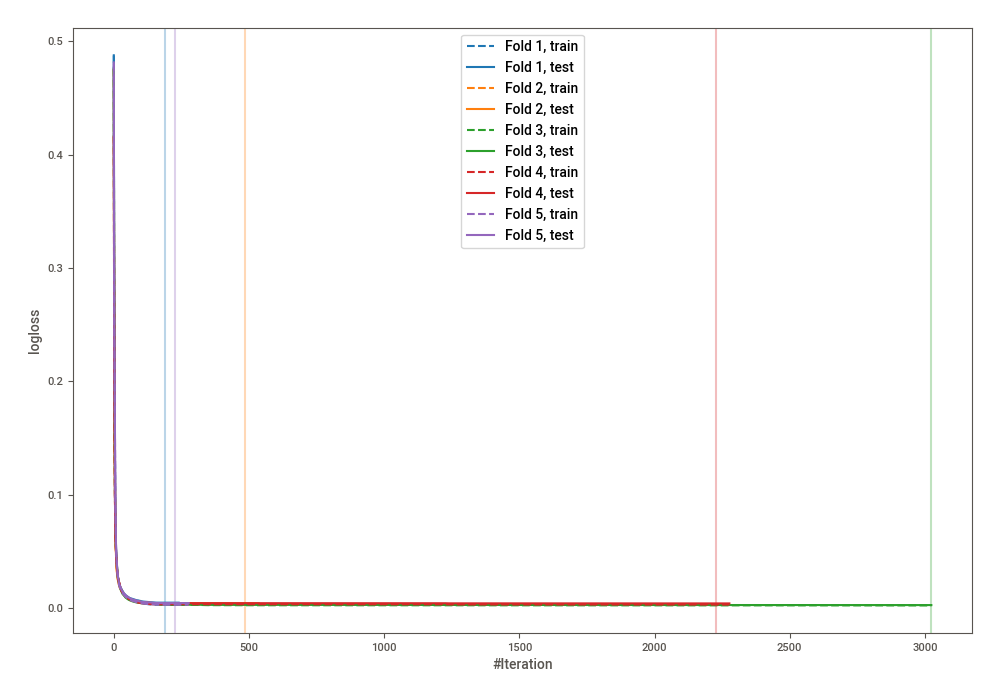 0.5
0.4
0.3
0.2
0.1
0.0
logloss
Fold 1, train
Fold 1, test
Fold 2, train
Fold 2, test
Fold 3, train
Fold 3, test
Fold 4, train
Fold 4, test
Fold 5, train
Fold 5, test
0 500 1000 1500 2000 2500 3000
#Iteration